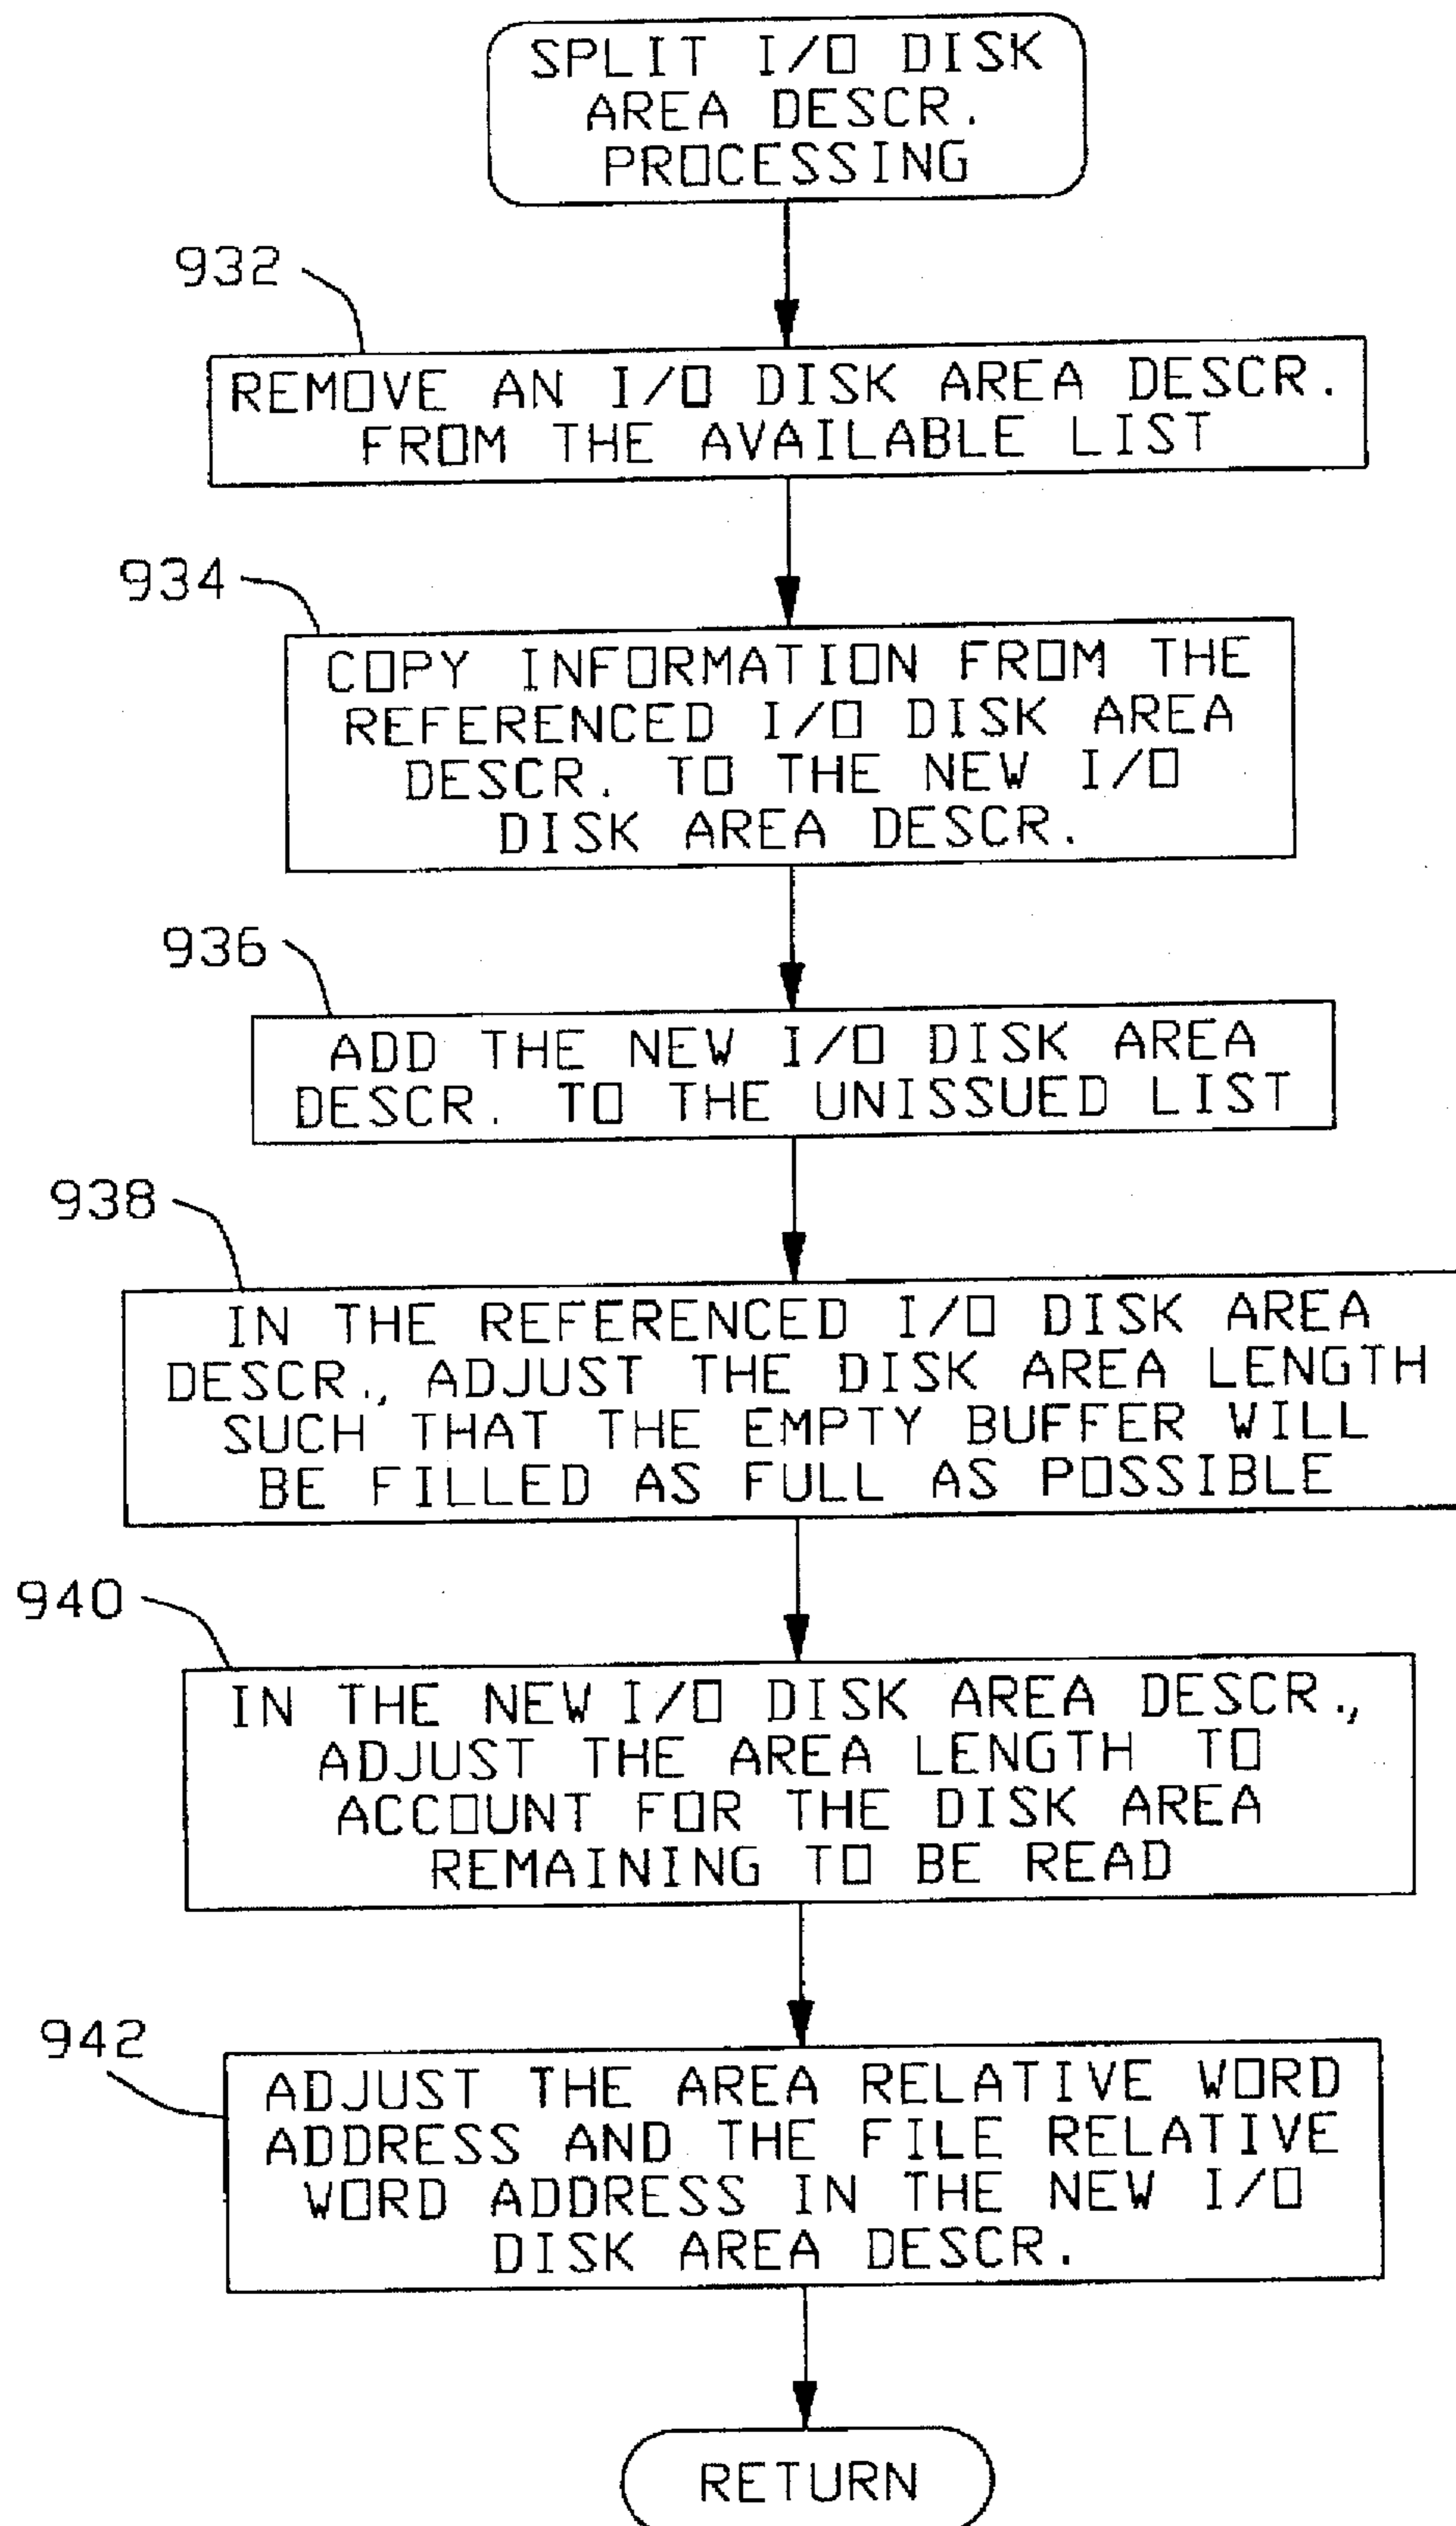 SPLIT I/O DISK
AREA DESCR.
PROCESSING
932
REMOVE AN I/O DISK AREA DESCR.
FROM THE AVAILABLE LIST
934
COPY INFORMATION FROM THE
REFERENCED I/O DISK AREA
DESCR. TO THE NEW I/O
DISK AREA DESCR.
936
ADD THE NEW I/O DISK AREA
DESCR. TO THE UNISSUED LIST
938
IN THE REFERENCED I/O DISK AREA
DESCR., ADJUST THE DISK AREA LENGTH
SUCH THAT THE EMPTY BUFFER WILL
BE FILLED AS FULL AS POSSIBLE
940
IN THE NEW I/O DISK AREA DESCR.,
ADJUST THE AREA LENGTH TO
ACCOUNT FOR THE DISK AREA
REMAINING TO BE READ
942
ADJUST THE AREA RELATIVE WORD
ADDRESS AND THE FILE RELATIVE
WORD ADDRESS IN THE NEW I/O
DISK AREA DESCR.
RETURN